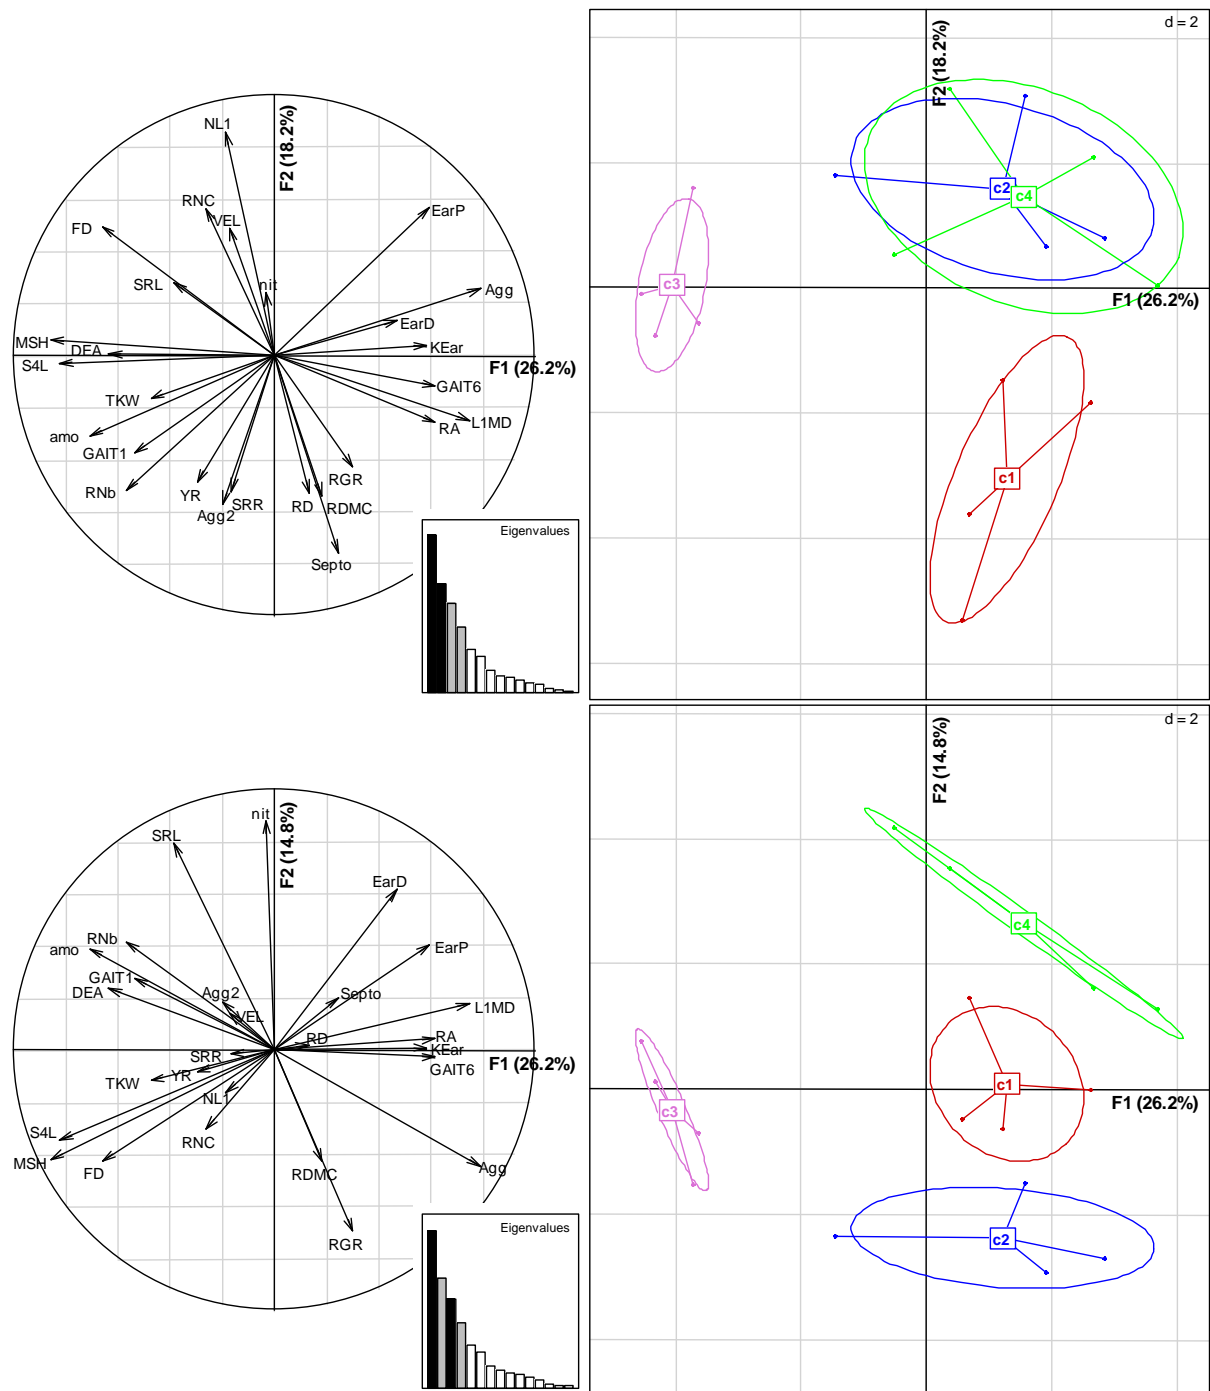 d = 2
F2 (18.2%)
c2
c4
c3
F1 (26.2%)
c1
NL1
F2 (18.2%)
RNC
VEL
EarP
FD
SRL
nit
Agg
EarD
MSH
DEA
KEar
S4L
F1 (26.2%)
GAIT6
TKW
L1MD
RA
amo
GAIT1
RGR
RNb
YR
SRR
RD
RDMC
Agg2
Septo
Eigenvalues
d = 2
F2 (14.8%)
c4
c1
c3
F1 (26.2%)
c2
nit
F2 (14.8%)
SRL
EarD
RNb
amo
EarP
GAIT1
DEA
Agg2
Septo
VEL
L1MD
RD
RA
SRR
KEar
F1 (26.2%)
GAIT6
YR
TKW
NL1
S4L
RNC
MSH
FD
RDMC
Agg
RGR
Eigenvalues